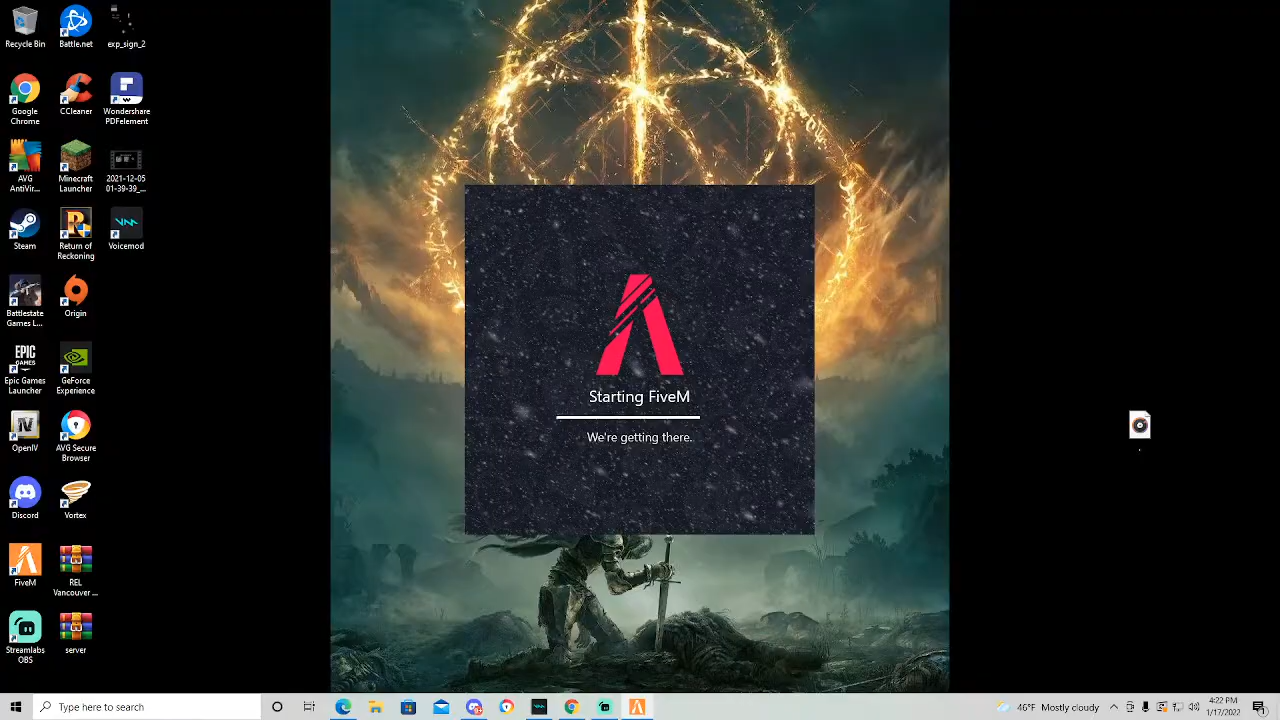 Recycle Bin
Battle.net
exp_sign_2
Google
Chrome
CCleaner
Wondershare
PDFelement
AVG
AntiVir...
Minecraft
Launcher
2021-12-05
01-39-39_...
Steam
Return of
Reckoning
Voicemod
Battlestate
Games L...
Origin
EPIC
GAMES
Epic Games
Launcher
GeForce
Experience
OpenIV
AVG Secure
Browser
Discord
Vortex
FiveM
REL
Vancouver ...
Streamlabs
OBS
server
Starting FiveM
We're getting there.
.
Type here to search
46°F Mostly cloudy
4:22 PM
1/17/2022